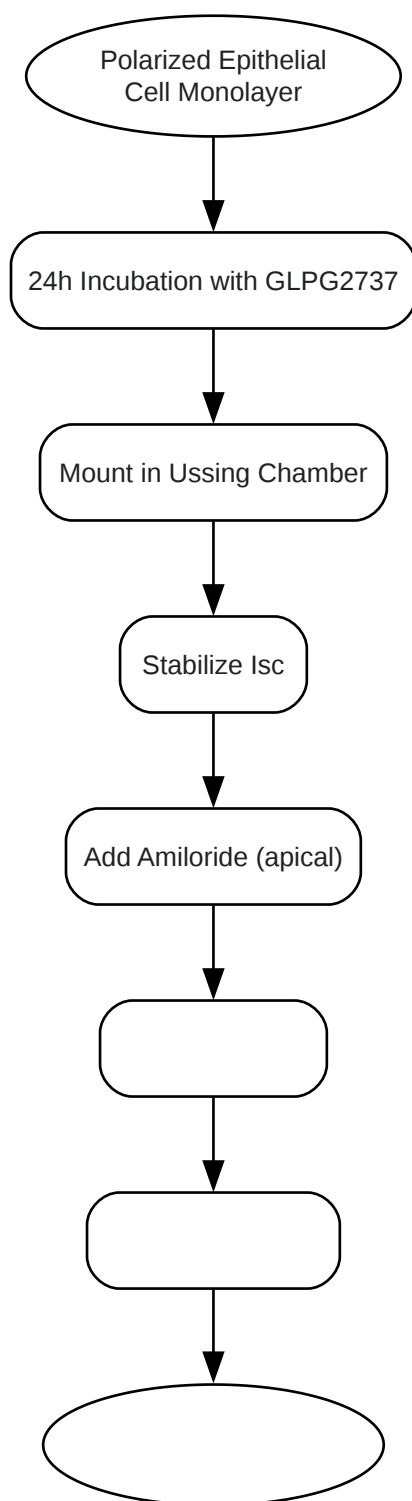 Polarized Epithelial
Cell Monolayer
24h Incubation with GLPG2737
Mount in Ussing Chamber
Stabilize Isc
Add Amiloride (apical)